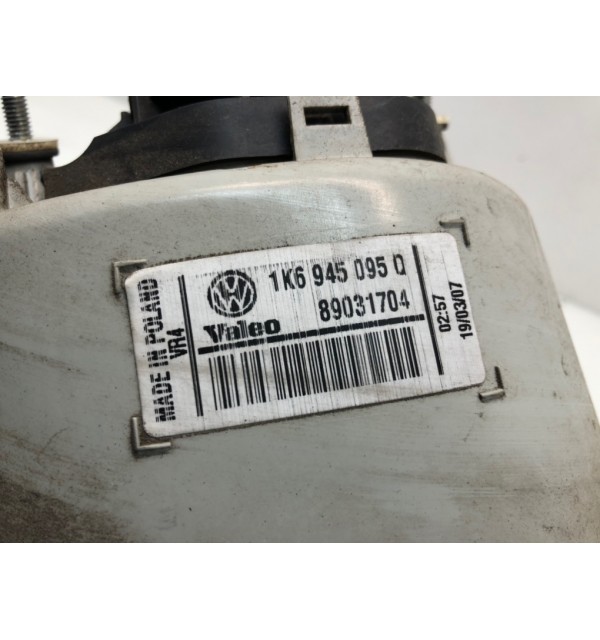 MADE IN POLAND
VR4
1K6 945 095 Q
89031704
Valeo
02:57
19/03/07